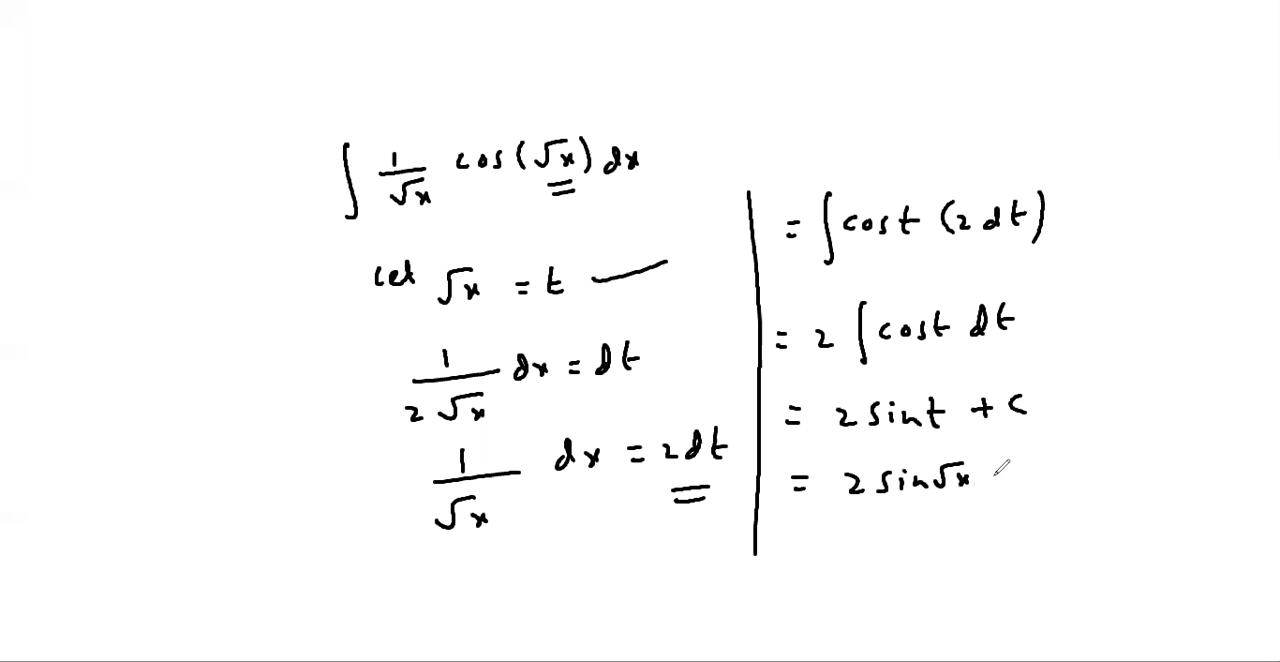 ∫ 1/√x cos(√x) dx
let √x = t
1/(2√x) dx = dt
1/√x dx = 2dt
= ∫ cos t (2 dt)
= 2 ∫ cos t dt
= 2 sin t + c
= 2 sin √x